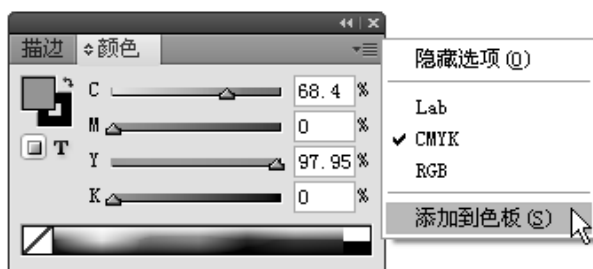 描边 颜色
C 68.4 %
M 0 %
T
Y 97.95 %
K 0 %
隐藏选项(O)
Lab
CMYK
RGB
添加到色板(S)